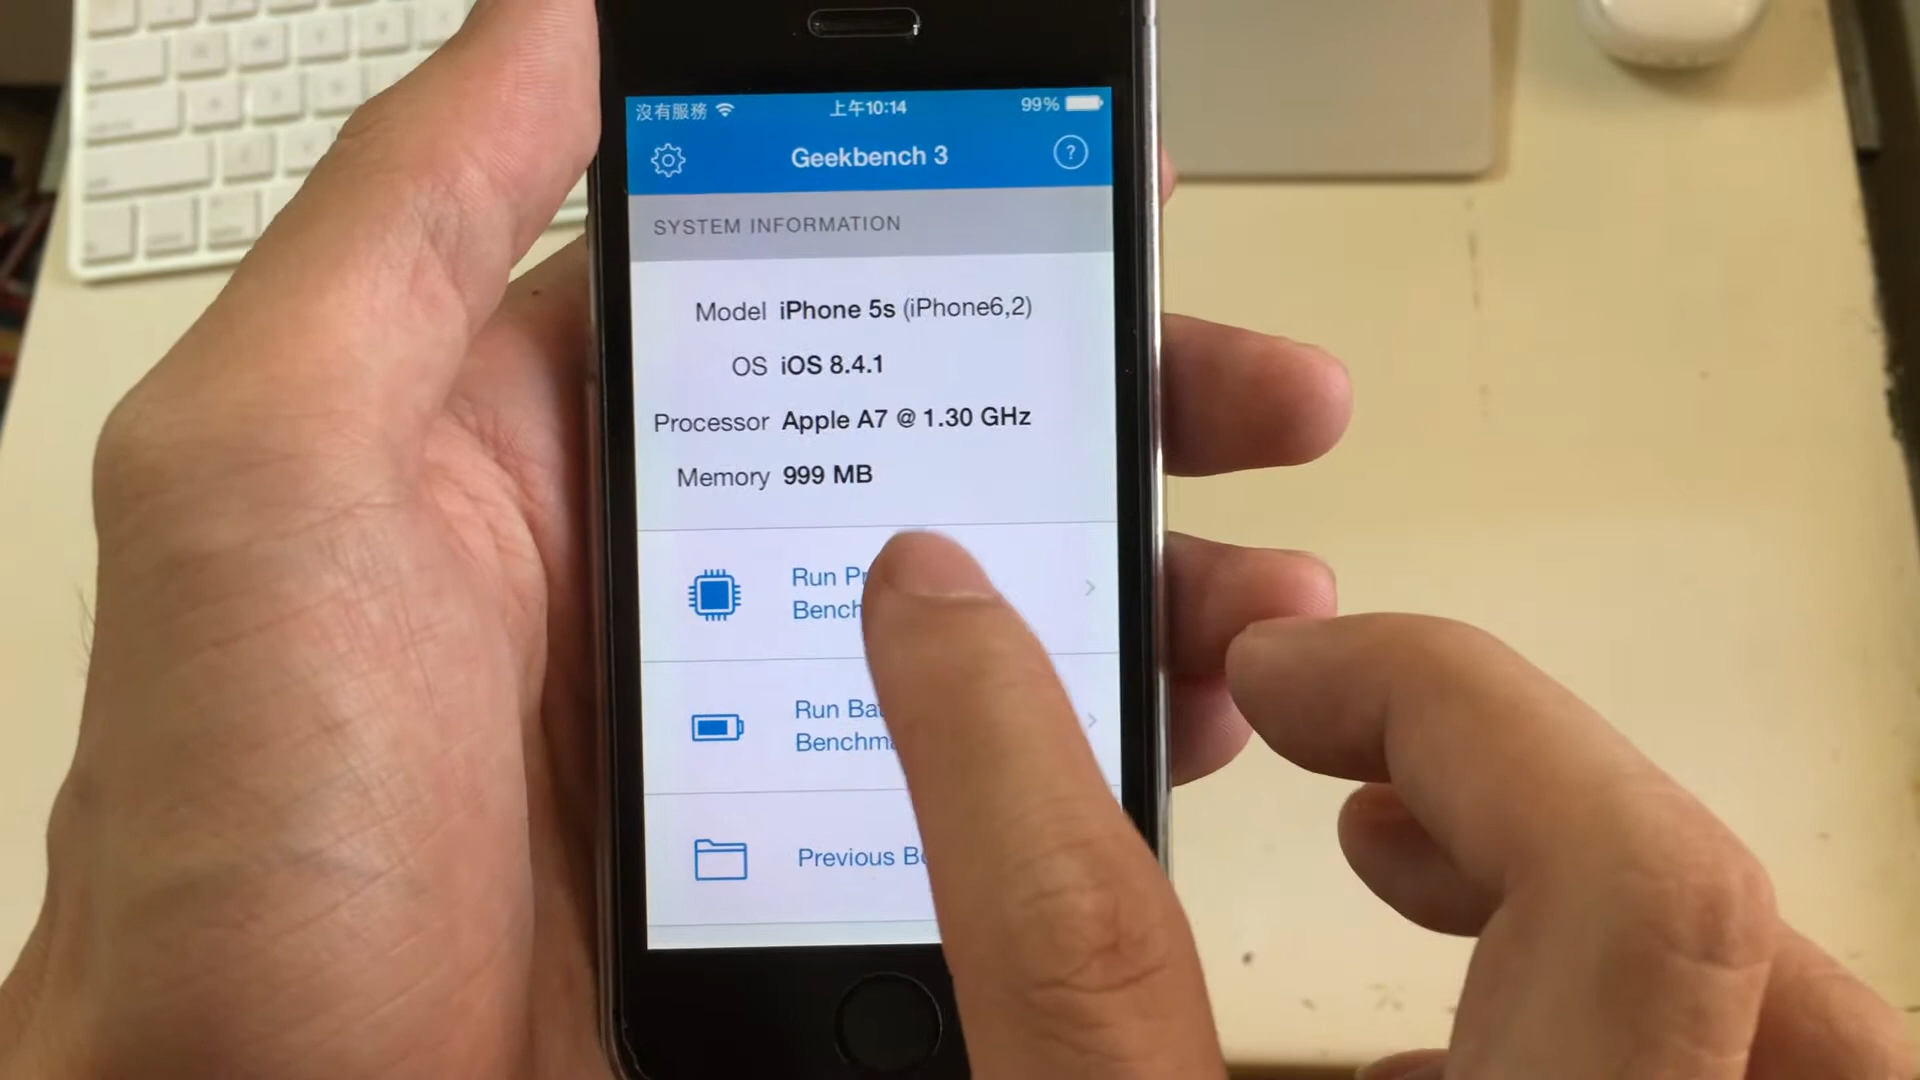 沒有服務 上午10:14 99%
Geekbench 3 ?
SYSTEM INFORMATION
Model iPhone 5s (iPhone6,2)
OS iOS 8.4.1
Processor Apple A7 @ 1.30 GHz
Memory 999 MB
Run
Run
Previous